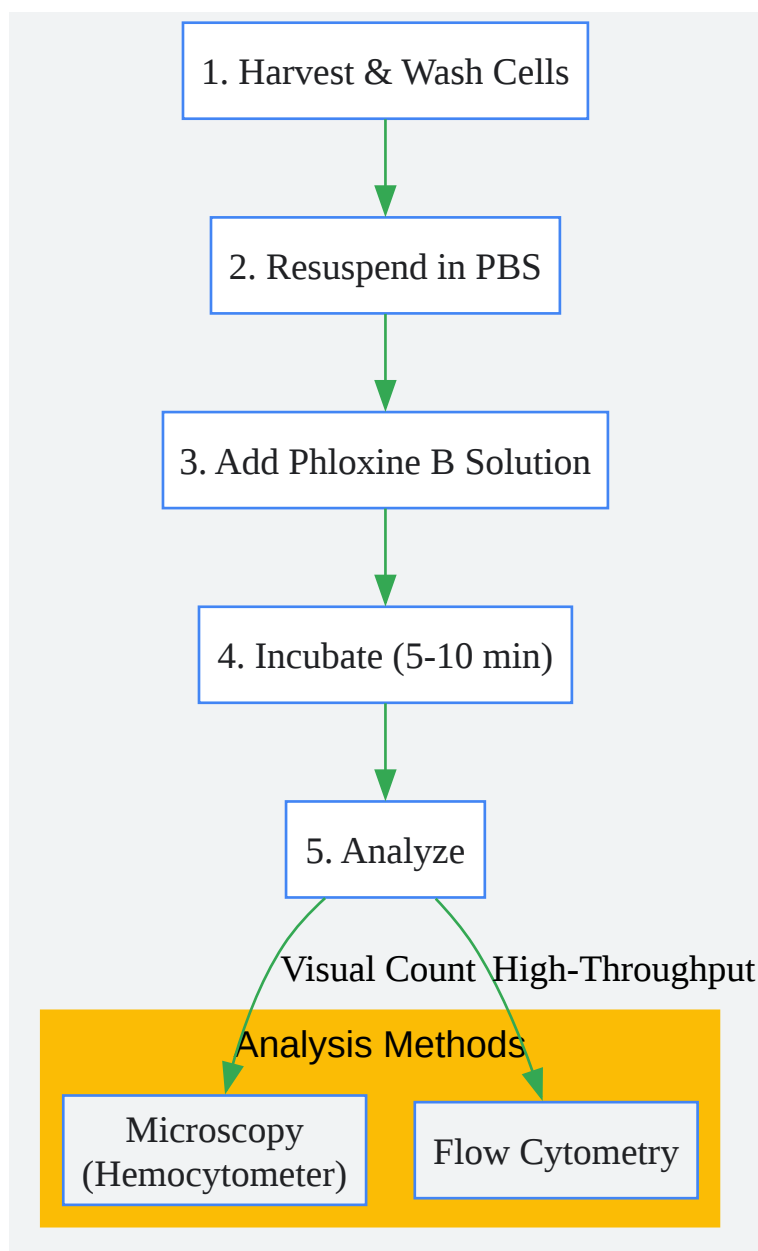 1. Harvest & Wash Cells
2. Resuspend in PBS
3. Add Phloxine B Solution
4. Incubate (5-10 min)
5. Analyze
Visual Count
High-Throughput
Analysis Methods
Microscopy
(Hemocytometer)
Flow Cytometry